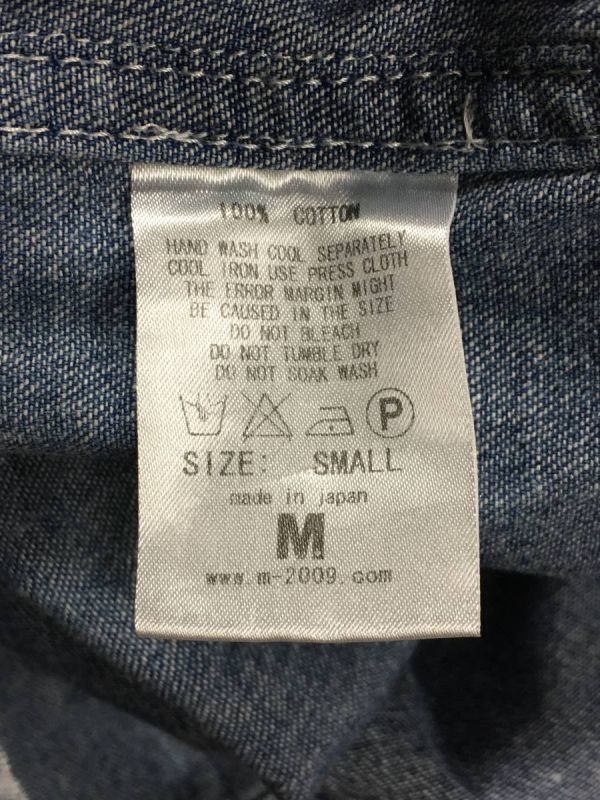 100% COTTON
HAND WASH COOL SEPARATELY
COOL IRON USE PRESS CLOTH
THE ERROR MARGIN MIGHT
BE CAUSED IN THE SIZE
DO NOT BLEACH
DO NOT TUMBLE DRY
DO NOT SOAK WASH
P
SIZE: SMALL
made in japan
M
www.m-2009.com